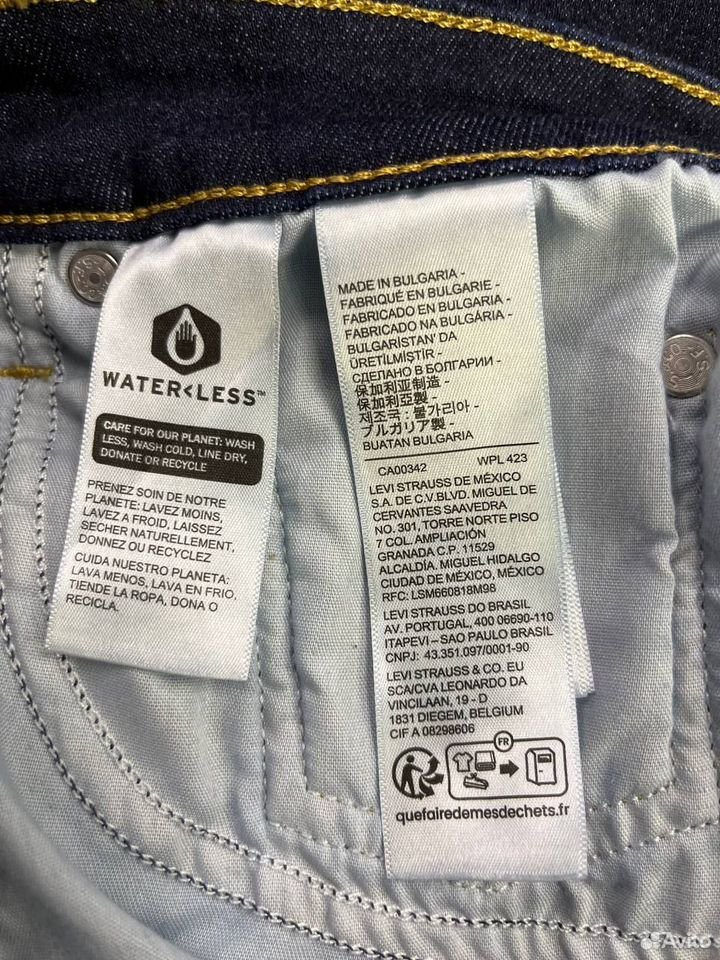 WATER<LESS™
CARE FOR OUR PLANET: WASH
LESS, WASH COLD, LINE DRY,
DONATE OR RECYCLE
PRENEZ SOIN DE NOTRE
PLANETE: LAVEZ MOINS,
LAVEZ A FROID, LAISSEZ
SECHER NATURELLEMENT,
DONNEZ OU RECYCLEZ
CUIDA NUESTRO PLANETA:
LAVA MENOS, LAVA EN FRIO.
TIENDE LA ROPA, DONA O
RECICLA.
MADE IN BULGARIA -
FABRIQUÉ EN BULGARIE -
FABRICADO EN BULGARIA -
FABRICADO NA BULGÁRIA -
BULGARİSTAN' DA
ÜRETİLMİŞTİR -
СДЕЛАНО В БОЛГАРИИ -
保加利亚制造 -
保加利亞製 -
제조국 : 불가리아 -
ブルガリア製 -
BUATAN BULGARIA
CA00342 WPL 423
LEVI STRAUSS DE MÉXICO
S.A. DE C.V.BLVD. MIGUEL DE
CERVANTES SAAVEDRA
NO. 301, TORRE NORTE PISO
7 COL. AMPLIACIÓN
GRANADA C.P. 11529
ALCALDÍA. MIGUEL HIDALGO
CIUDAD DE MÉXICO, MÉXICO
RFC: LSM660818M98
LEVI STRAUSS DO BRASIL
AV. PORTUGAL, 400 06690-110
ITAPEVI – SAO PAULO BRASIL
CNPJ: 43.351.097/0001-90
LEVI STRAUSS & CO. EU
SCA/CVA LEONARDO DA
VINCILAAN, 19 - D
1831 DIEGEM, BELGIUM
CIF A 08298606
FR
quefairedemesdechets.fr
Avito